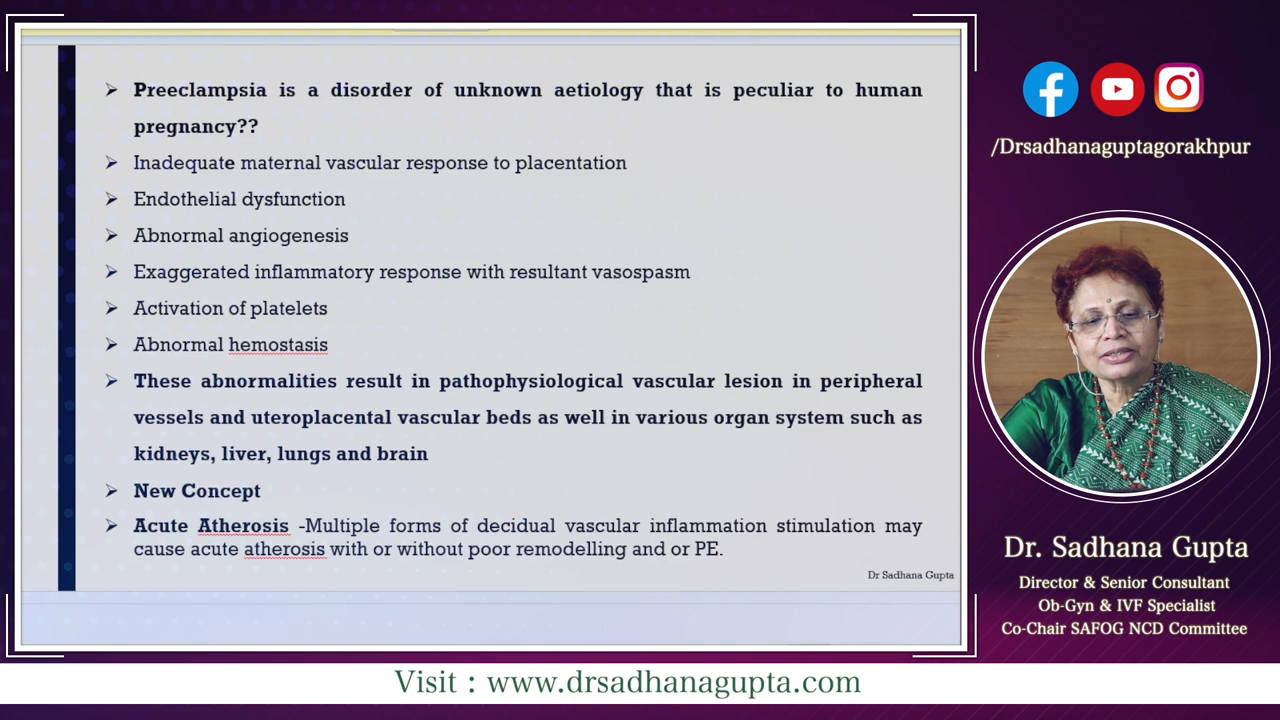 ➢ Preeclampsia is a disorder of unknown aetiology that is peculiar to human
pregnancy??
➢ Inadequate maternal vascular response to placentation
➢ Endothelial dysfunction
➢ Abnormal angiogenesis
➢ Exaggerated inflammatory response with resultant vasospasm
➢ Activation of platelets
➢ Abnormal hemostasis
➢ These abnormalities result in pathophysiological vascular lesion in peripheral
vessels and uteroplacental vascular beds as well in various organ system such as
kidneys, liver, lungs and brain
➢ New Concept
➢ Acute Atherosis -Multiple forms of decidual vascular inflammation stimulation may
cause acute atherosis with or without poor remodelling and or PE.
Dr Sadhana Gupta
/Drsadhanaguptagorakhpur
Dr. Sadhana Gupta
Director & Senior Consultant
Ob-Gyn & IVF Specialist
Co-Chair SAFOG NCD Committee
Visit : www.drsadhanagupta.com